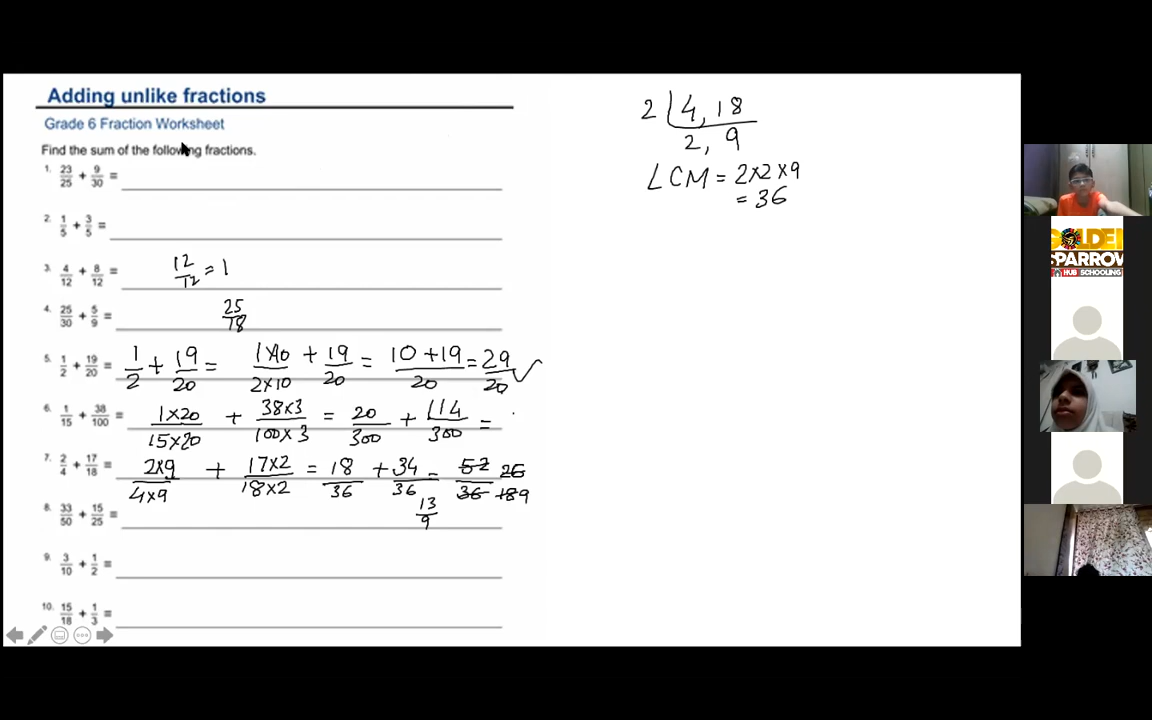 Adding unlike fractions
Grade 6 Fraction Worksheet
Find the sum of the following fractions.
1. 23/25 + 9/30 =
2. 1/5 + 3/5 =
3. 4/12 + 8/12 = 12/12 = 1
4. 25/30 + 5/9 = 25/18
5. 1/2 + 19/20 = 1/2 + 19/20 = 1×10/2×10 + 19/20 = 10+19/20 = 29/20 ✓
6. 1/15 + 38/100 = 1×20/15×20 + 38×3/100×3 = 20/300 + 114/300 =
7. 2/4 + 17/18 = 2×9/4×9 + 17×2/18×2 = 18/36 + 34/36 = 52/36 26/18 9
13/9
8. 33/50 + 15/25 =
9. 3/10 + 1/2 =
10. 15/18 + 1/3 =
2 | 4, 18
2, 9
LCM = 2×2×9
= 36
GOLDEN
SPARROW
HUB SCHOOLING